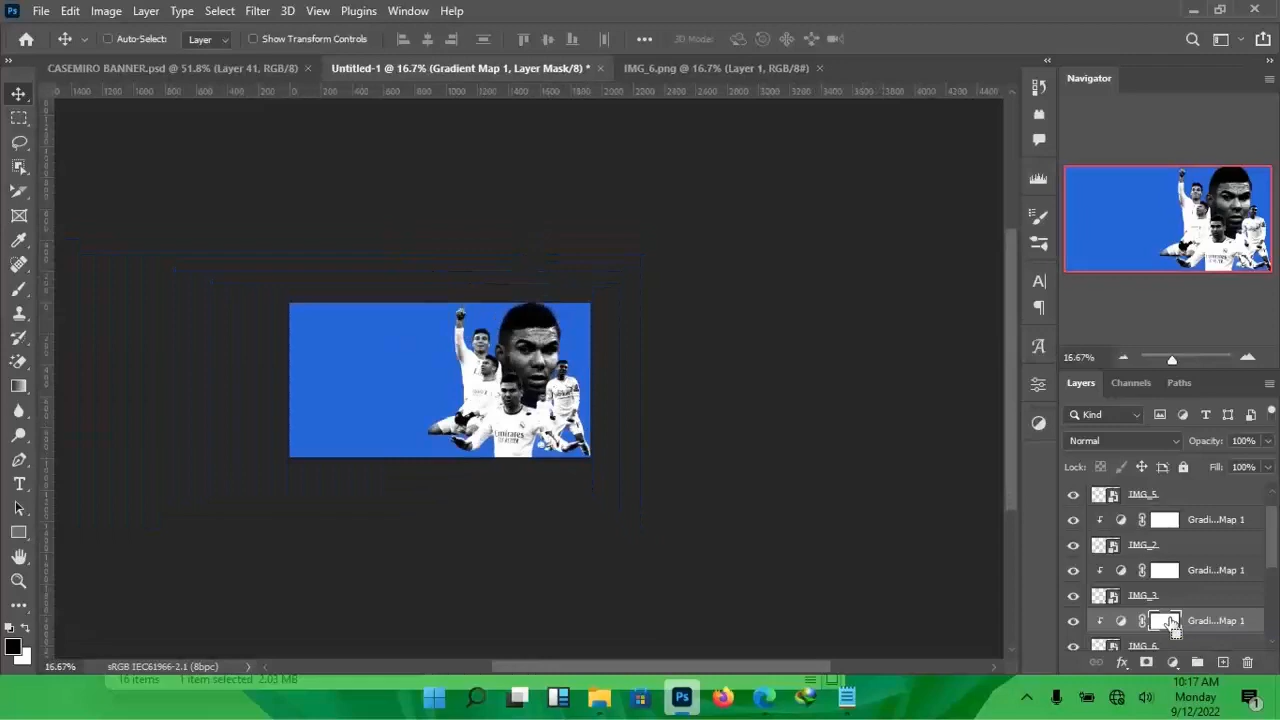 Ps File Edit Image Layer Type Select Filter 3D View Plugins Window Help
Auto-Select: Layer Show Transform Controls 3D Mode:
CASEMIRO BANNER.psd @ 51.8% (Layer 41, RGB/8) × Untitled-1 @ 16.7% (Gradient Map 1, Layer Mask/8) * × IMG_6.png @ 16.7% (Layer 1, RGB/8#) ×
Navigator
16.67%
Layers Channels Paths
Kind
Normal Opacity: 100%
Lock: Fill: 100%
IMG_5
Gradi...Map 1
IMG_2
Gradi...Map 1
IMG_3
Gradi...Map 1
IMG_6
Emirates
16.67% sRGB IEC61966-2.1 (8bpc)
16 items 1 item selected 2.03 MB
10:17 AM
Monday
9/12/2022